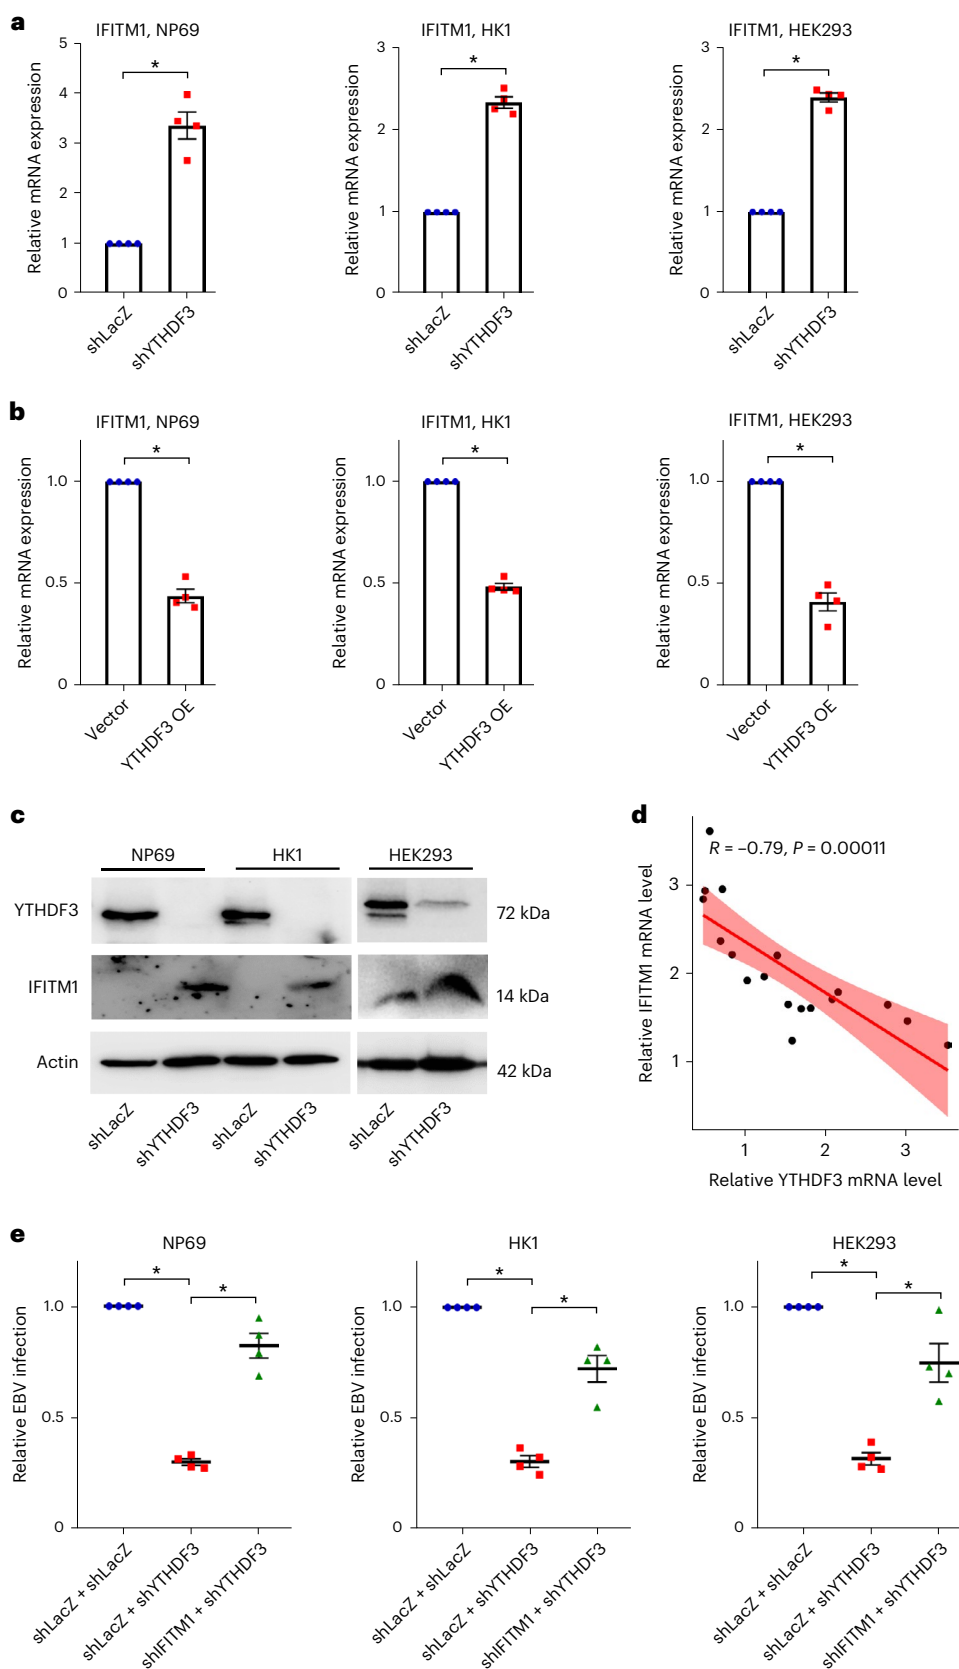 a
IFITM1, NP69
Relative mRNA expression
5
4
3
2
1
0
*
shLacZ
shYTHDF3
IFITM1, HK1
Relative mRNA expression
3
2
1
0
*
shLacZ
shYTHDF3
IFITM1, HEK293
Relative mRNA expression
3
2
1
0
*
shLacZ
shYTHDF3
b
IFITM1, NP69
Relative mRNA expression
1.0
0.5
0
*
Vector
YTHDF3 OE
IFITM1, HK1
Relative mRNA expression
1.0
0.5
0
*
Vector
YTHDF3 OE
IFITM1, HEK293
Relative mRNA expression
1.0
0.5
0
*
Vector
YTHDF3 OE
c
NP69
HK1
HEK293
YTHDF3
72 kDa
IFITM1
14 kDa
Actin
42 kDa
shLacZ
shYTHDF3
shLacZ
shYTHDF3
shLacZ
shYTHDF3
d
R = –0.79, P = 0.00011
Relative IFITM1 mRNA level
3
2
1
1
2
3
Relative YTHDF3 mRNA level
e
NP69
Relative EBV infection
1.0
0.5
0
*
*
shLacZ + shLacZ
shLacZ + shYTHDF3
shIFITM1 + shYTHDF3
HK1
Relative EBV infection
1.0
0.5
0
*
*
shLacZ + shLacZ
shLacZ + shYTHDF3
shIFITM1 + shYTHDF3
HEK293
Relative EBV infection
1.0
0.5
0
*
*
shLacZ + shLacZ
shLacZ + shYTHDF3
shIFITM1 + shYTHDF3